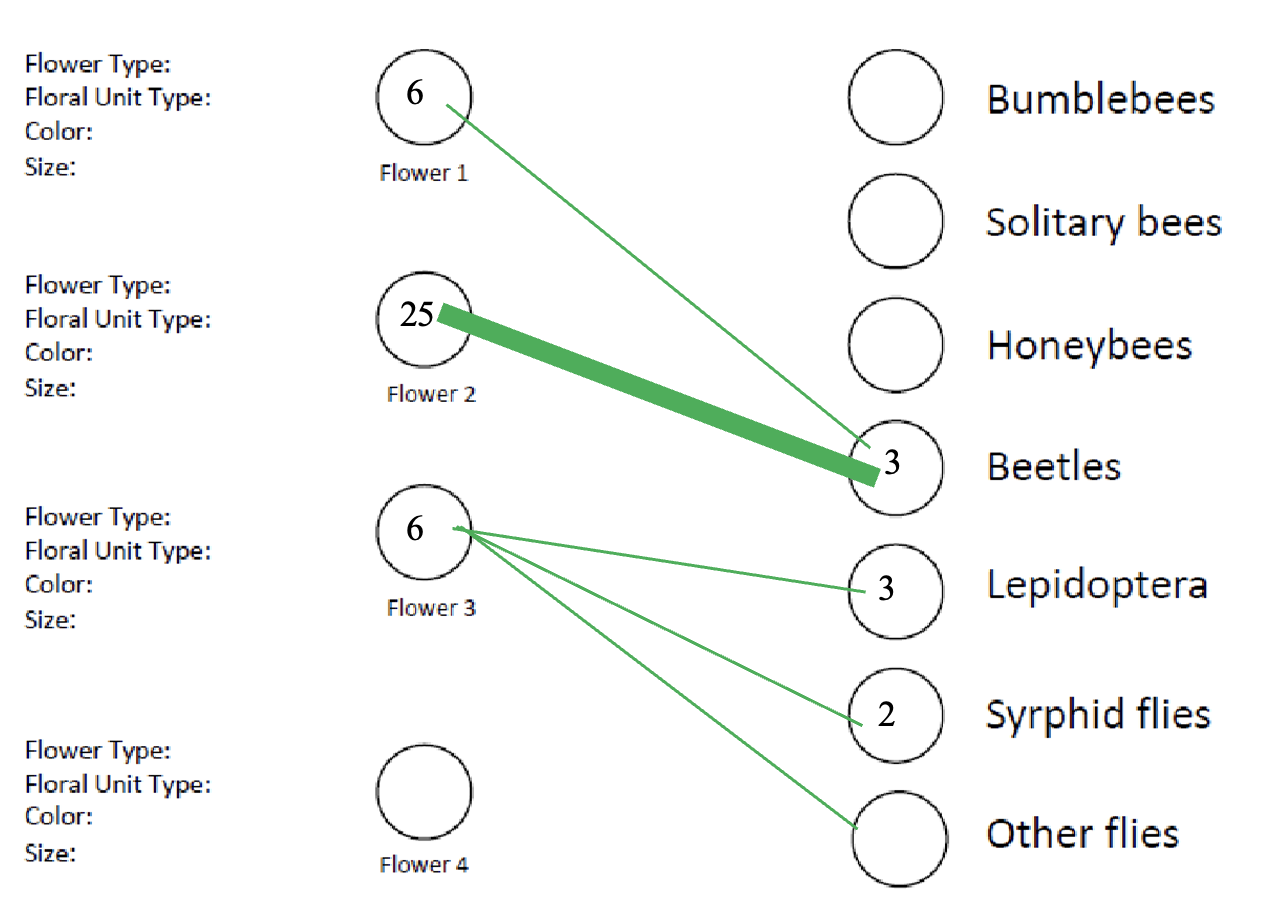 Flower Type:
Floral Unit Type:
Color:
Size:
6
Flower 1
Flower Type:
Floral Unit Type:
Color:
Size:
25
Flower 2
Flower Type:
Floral Unit Type:
Color:
Size:
6
Flower 3
Flower Type:
Floral Unit Type:
Color:
Size:
Flower 4
Bumblebees
Solitary bees
Honeybees
3 Beetles
3 Lepidoptera
2 Syrphid flies
Other flies